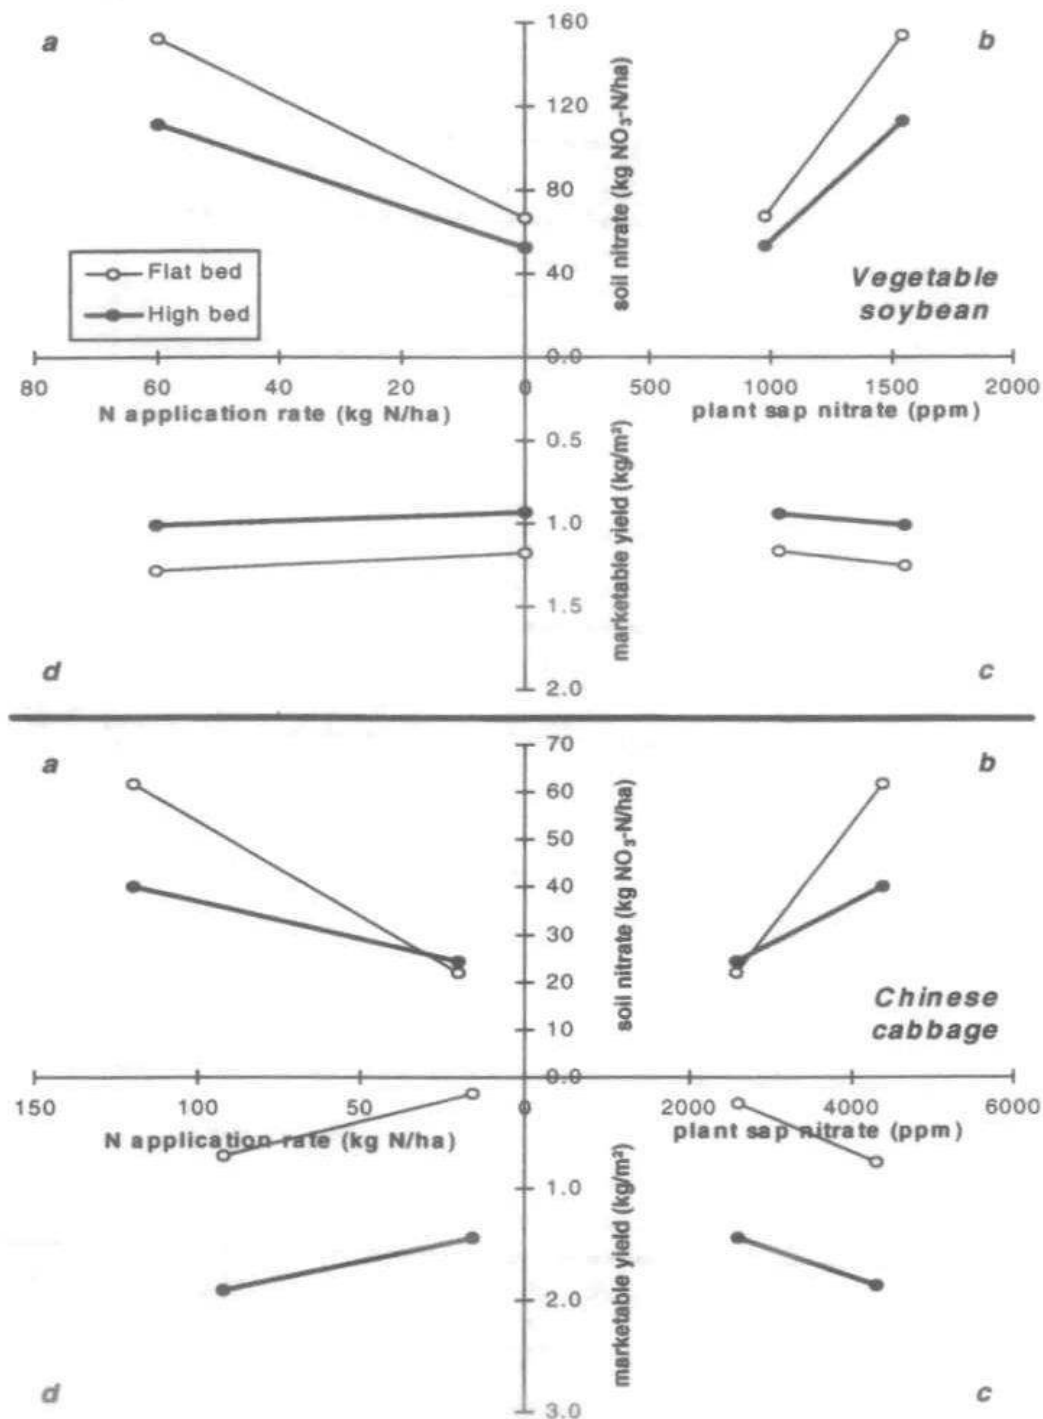 a
160
b
120
80
40
soil nitrate (kg NO₃-N/ha)
Flat bed
High bed
Vegetable
soybean
0.0
80 60 40 20 0 500 1000 1500 2000
N application rate (kg N/ha)
plant sap nitrate (ppm)
0.5
1.0
1.5
2.0
marketable yield (kg/m²)
d
c
a
70
b
60
50
40
30
20
10
soil nitrate (kg NO₃-N/ha)
Chinese
cabbage
0.0
150 100 50 0 2000 4000 6000
N application rate (kg N/ha)
plant sap nitrate (ppm)
1.0
2.0
3.0
marketable yield (kg/m²)
d
c